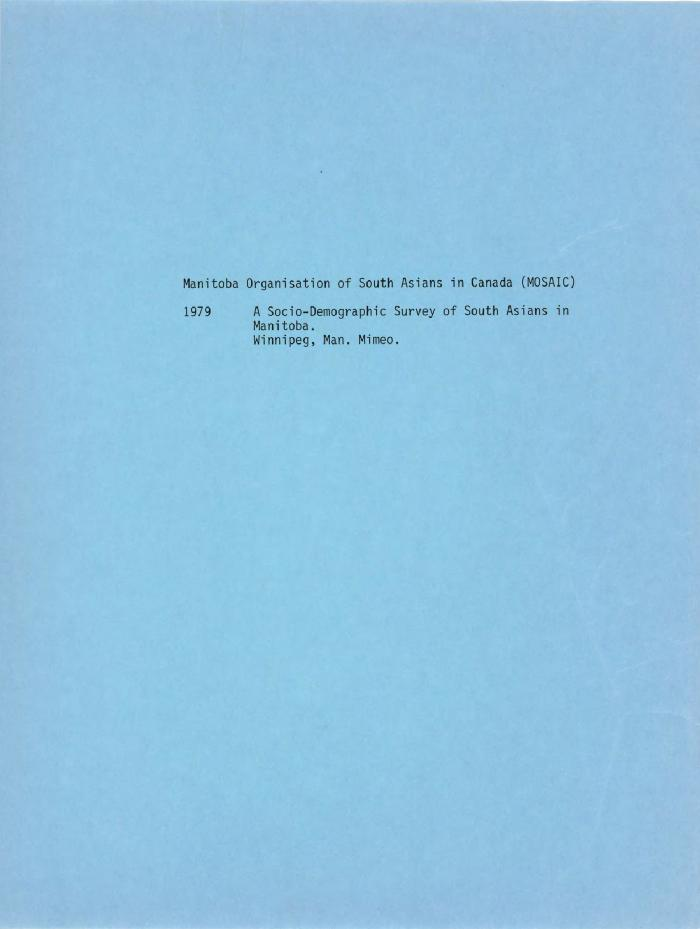 Manitoba Organisation of South Asians in Canada (MOSAIC)
1979 A Socio-Demographic Survey of South Asians in
Manitoba.
Winnipeg, Man. Mimeo.